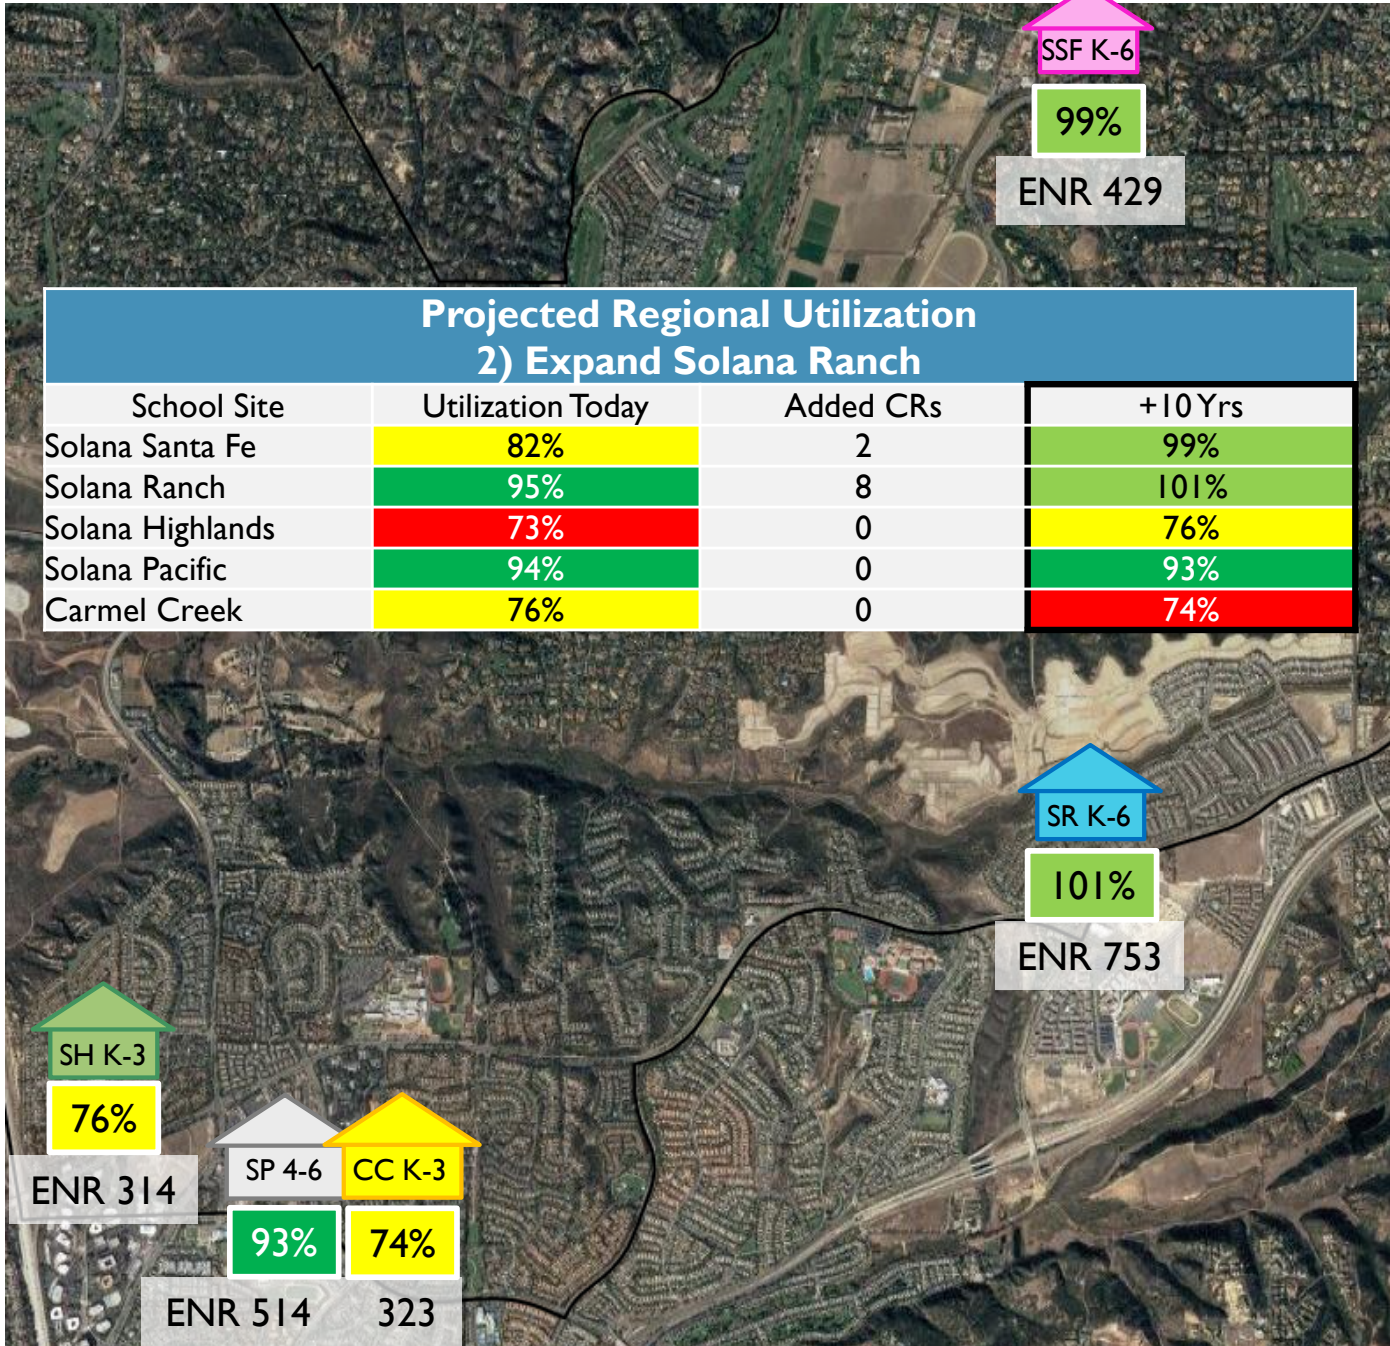 SSF K-6
99%
ENR 429
Projected Regional Utilization
2) Expand Solana Ranch
School Site Utilization Today Added CRs +10 Yrs
Solana Santa Fe 82% 2 99%
Solana Ranch 95% 8 101%
Solana Highlands 73% 0 76%
Solana Pacific 94% 0 93%
Carmel Creek 76% 0 74%
SR K-6
101%
ENR 753
SH K-3
76%
ENR 314
SP 4-6 CC K-3
93% 74%
ENR 514 323